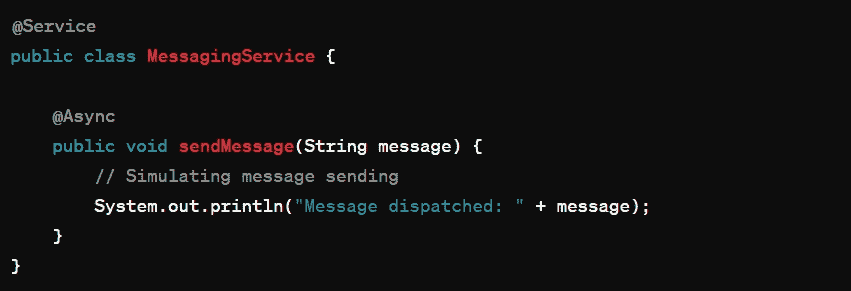 @Service
public class MessagingService {
@Async
public void sendMessage(String message) {
// Simulating message sending
System.out.println("Message dispatched: " + message);
}
}